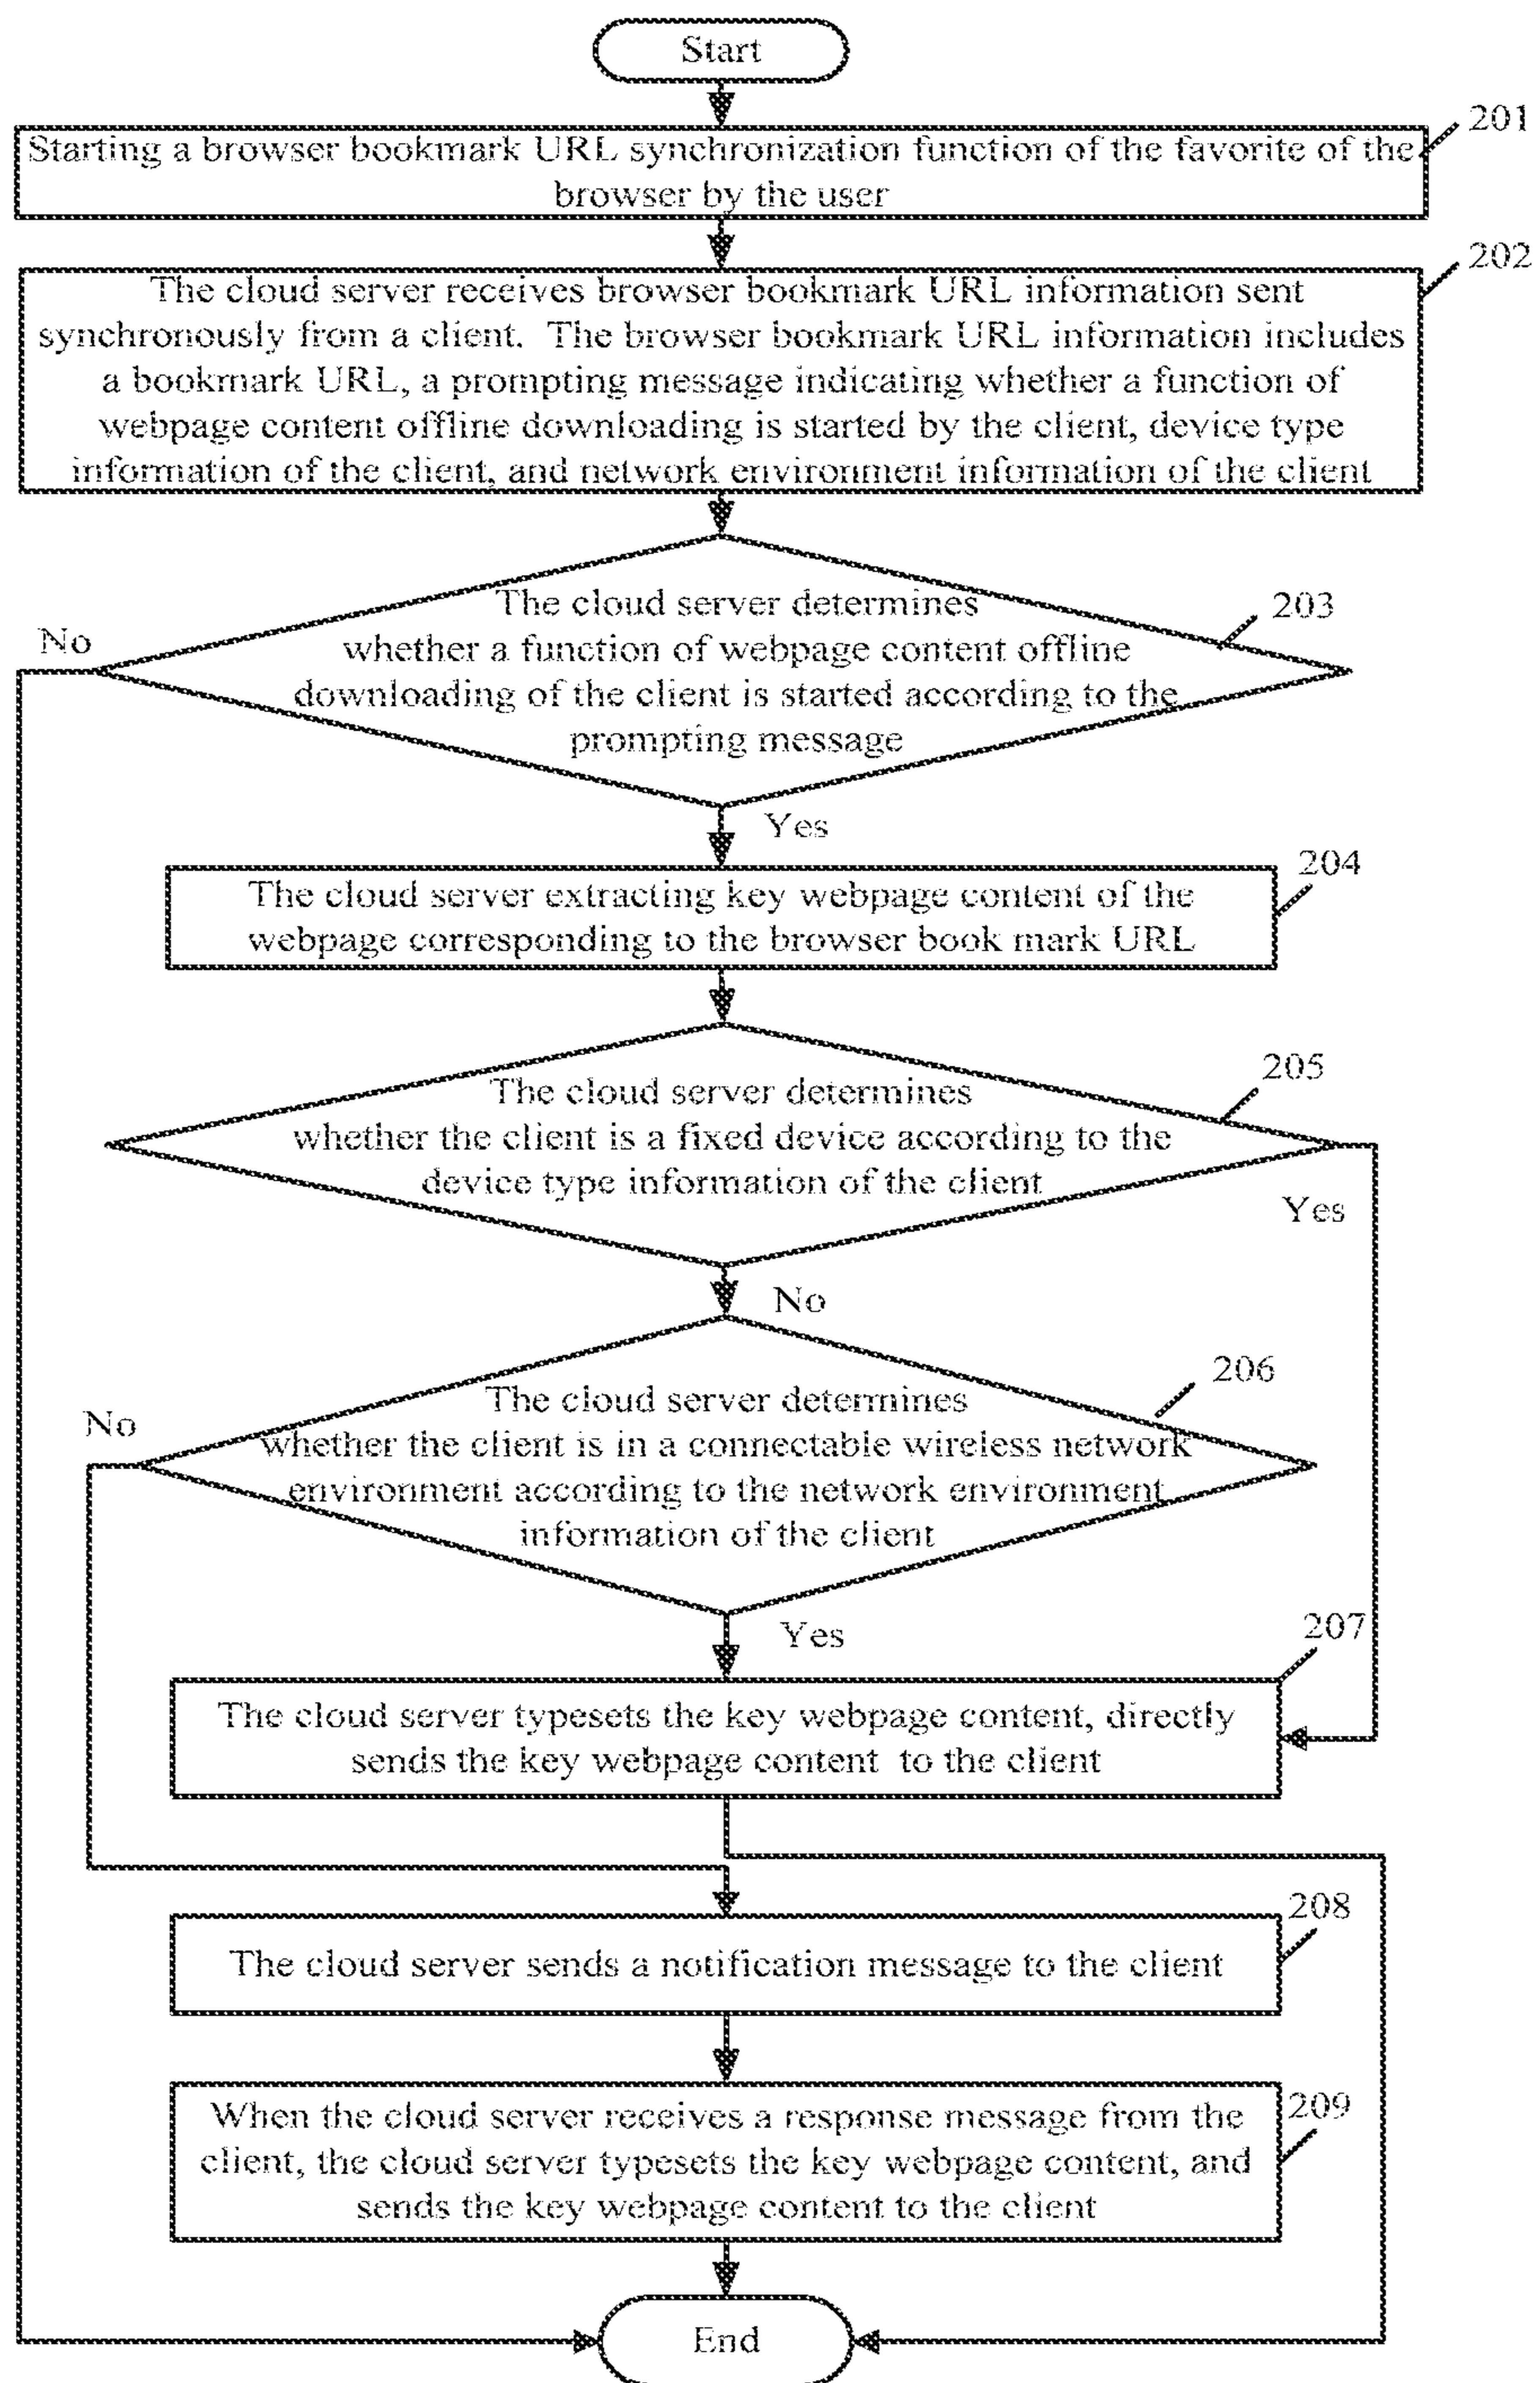 Start
201
Starting a browser bookmark URL synchronization function of the favorite of the
browser by the user
202
The cloud server receives browser bookmark URL information sent
synchronously from a client. The browser bookmark URL information includes
a bookmark URL, a prompting message indicating whether a function of
webpage content offline downloading is started by the client, device type
information of the client, and network environment information of the client
The cloud server determines
203
No
whether a function of webpage content offline
downloading of the client is started according to the
prompting message
Yes
204
The cloud server extracting key webpage content of the
webpage corresponding to the browser book mark URL
205
The cloud server determines
whether the client is a fixed device according to the
device type information of the client
Yes
No
206
The cloud server determines
No
whether the client is in a connectable wireless network
environment according to the network environment
information of the client
Yes
207
The cloud server typesets the key webpage content, directly
sends the key webpage content to the client
208
The cloud server sends a notification message to the client
209
When the cloud server receives a response message from the
client, the cloud server typesets the key webpage content, and
sends the key webpage content to the client
End